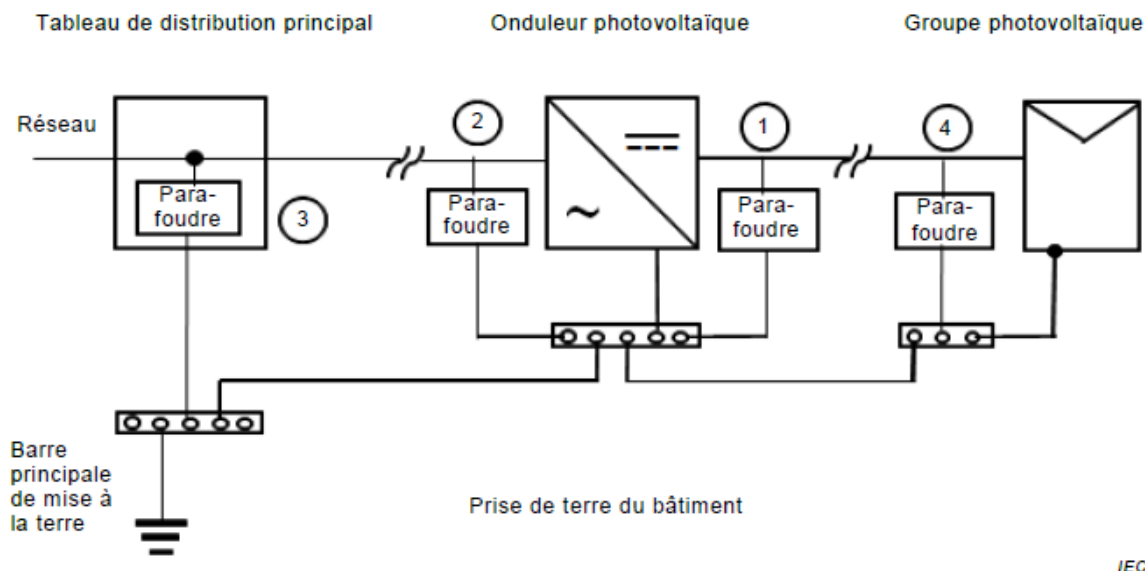 Tableau de distribution principal
Onduleur photovoltaïque
Groupe photovoltaïque
Réseau
2
1
4
Para-
foudre
3
Para-
foudre
~
Para-
foudre
Para-
foudre
Barre
principale
de mise à
la terre
Prise de terre du bâtiment
IEC